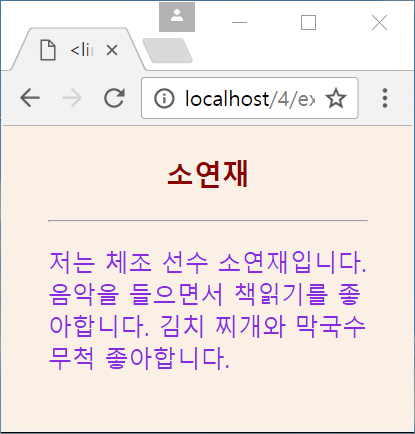 <lin
localhost/4/ex
소연재
저는 체조 선수 소연재입니다.
음악을 들으면서 책읽기를 좋
아합니다. 김치 찌개와 막국수
무척 좋아합니다.